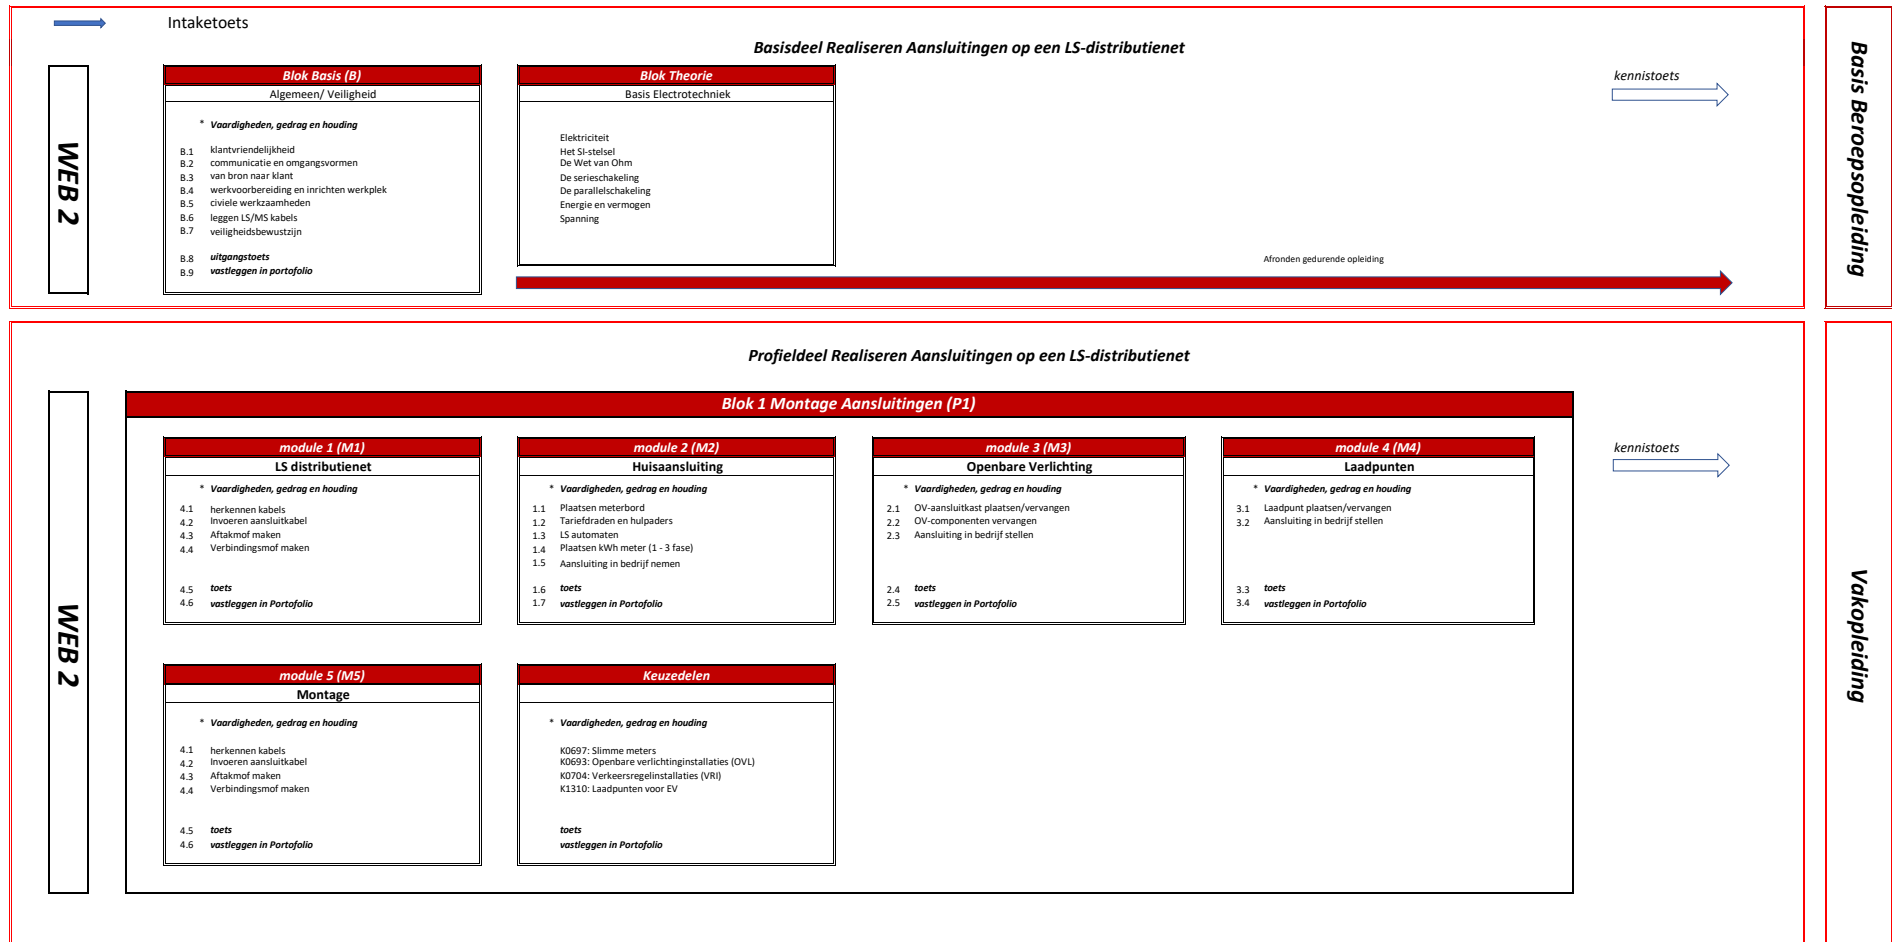 Intaketoets
Basisdeel Realiseren Aansluitingen op een LS-distributienet
WEB 2
Blok Basis (B)
Algemeen/ Veiligheid
* Vaardigheden, gedrag en houding
B.1 klantvriendelijkheid
B.2 communicatie en omgangsvormen
B.3 van bron naar klant
B.4 werkvoorbereiding en inrichten werkplek
B.5 civiele werkzaamheden
B.6 leggen LS/MS kabels
B.7 veiligheidsbewustzijn
B.8 uitgangstoets
B.9 vastleggen in portofolio
Blok Theorie
Basis Electrotechniek
Elektriciteit
Het SI-stelsel
De Wet van Ohm
De serieschakeling
De parallelschakeling
Energie en vermogen
Spanning
kennistoets
Afronden gedurende opleiding
Basis Beroepsopleiding
Profieldeel Realiseren Aansluitingen op een LS-distributienet
WEB 2
Blok 1 Montage Aansluitingen (P1)
module 1 (M1)
LS distributienet
* Vaardigheden, gedrag en houding
4.1 herkennen kabels
4.2 Invoeren aansluitkabel
4.3 Aftakmof maken
4.4 Verbindingsmof maken
4.5 toets
4.6 vastleggen in Portofolio
module 2 (M2)
Huisaansluiting
* Vaardigheden, gedrag en houding
1.1 Plaatsen meterbord
1.2 Tariefdraden en hulpaders
1.3 LS automaten
1.4 Plaatsen kWh meter (1 - 3 fase)
1.5 Aansluiting in bedrijf nemen
1.6 toets
1.7 vastleggen in Portofolio
module 3 (M3)
Openbare Verlichting
* Vaardigheden, gedrag en houding
2.1 OV-aansluitkast plaatsen/vervangen
2.2 OV-componenten vervangen
2.3 Aansluiting in bedrijf stellen
2.4 toets
2.5 vastleggen in Portofolio
module 4 (M4)
Laadpunten
* Vaardigheden, gedrag en houding
3.1 Laadpunt plaatsen/vervangen
3.2 Aansluiting in bedrijf stellen
3.3 toets
3.4 vastleggen in Portofolio
kennistoets
module 5 (M5)
Montage
* Vaardigheden, gedrag en houding
4.1 herkennen kabels
4.2 Invoeren aansluitkabel
4.3 Aftakmof maken
4.4 Verbindingsmof maken
4.5 toets
4.6 vastleggen in Portofolio
Keuzedelen
* Vaardigheden, gedrag en houding
K0697: Slimme meters
K0693: Openbare verlichtinginstallaties (OVL)
K0704: Verkeersregelinstallaties (VRI)
K1310: Laadpunten voor EV
toets
vastleggen in Portofolio
Vakopleiding